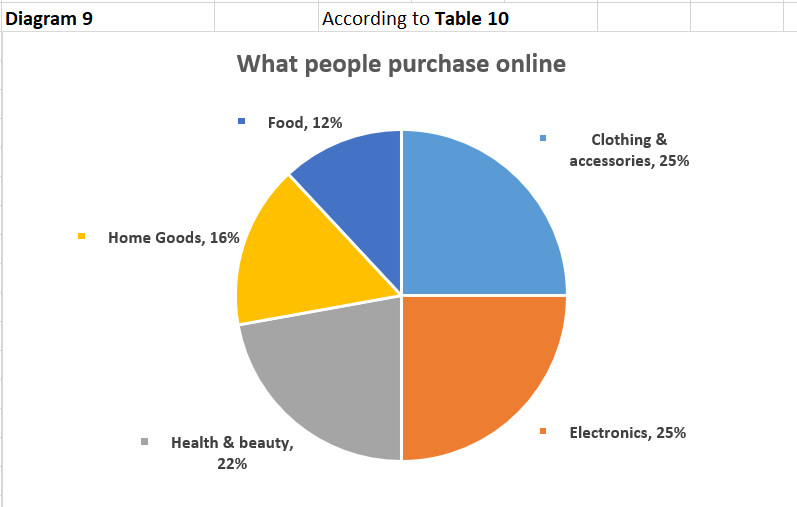 Diagram 9
According to Table 10
What people purchase online
Food, 12%
Clothing &
accessories, 25%
Home Goods, 16%
Electronics, 25%
Health & beauty,
22%